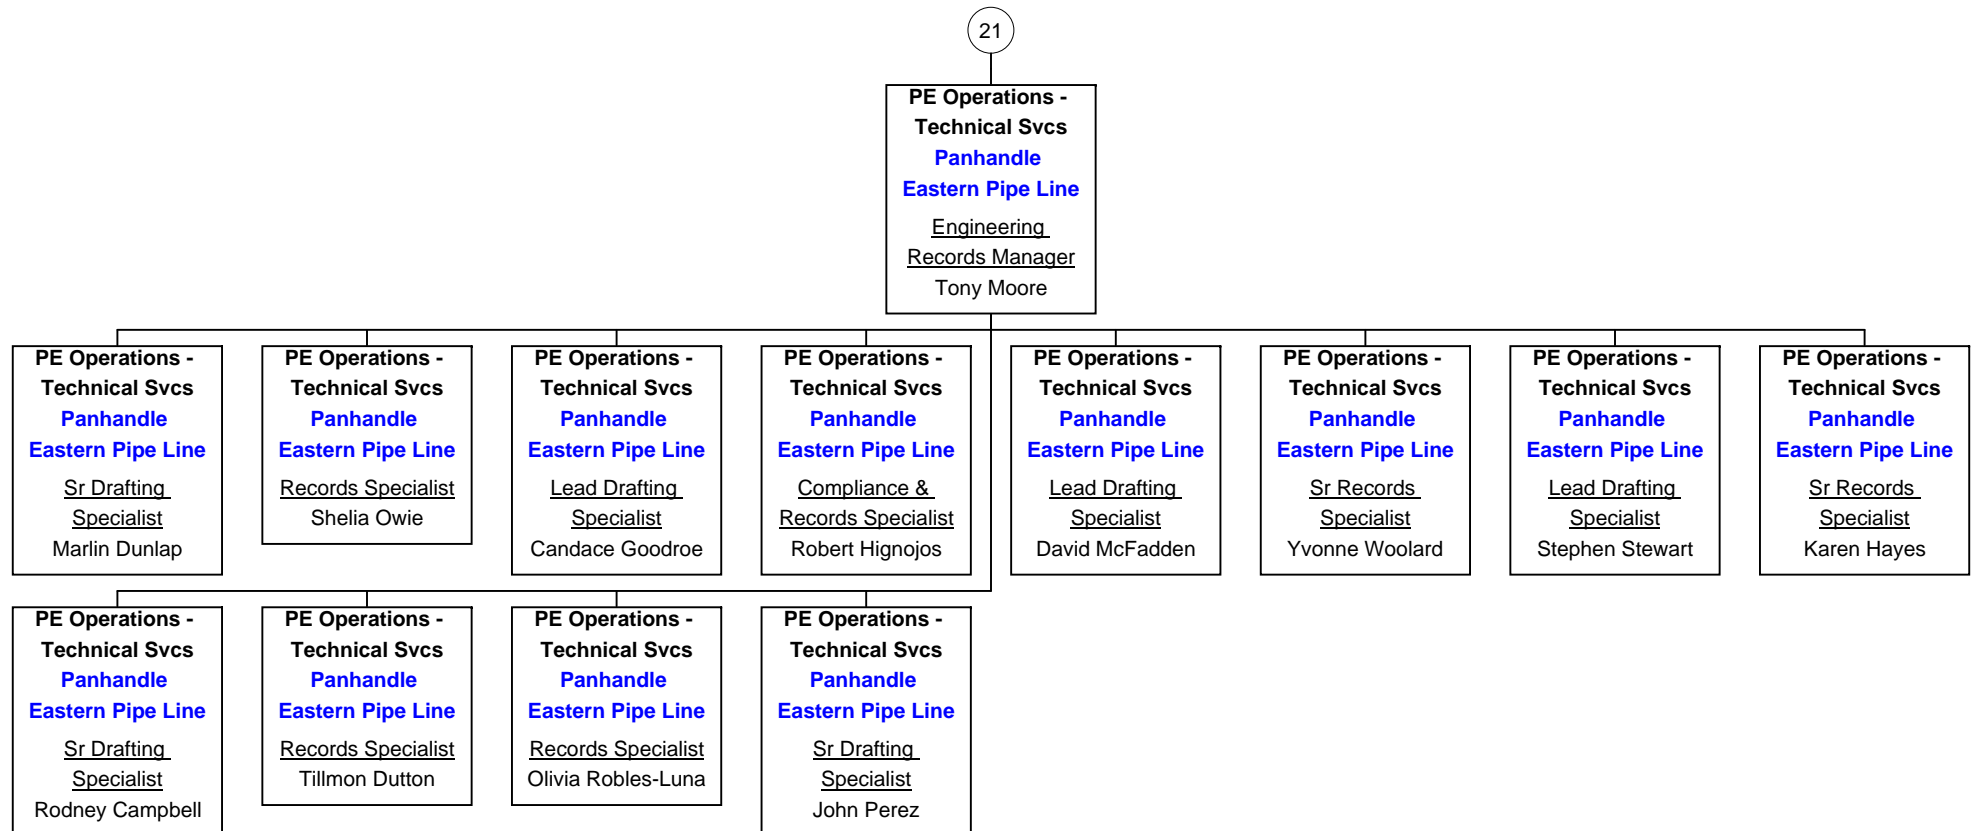 21
PE Operations -
Technical Svcs
Panhandle
Eastern Pipe Line
Engineering
Records Manager
Tony Moore
PE Operations -
Technical Svcs
Panhandle
Eastern Pipe Line
Sr Drafting
Specialist
Marlin Dunlap
PE Operations -
Technical Svcs
Panhandle
Eastern Pipe Line
Records Specialist
Shelia Owie
PE Operations -
Technical Svcs
Panhandle
Eastern Pipe Line
Lead Drafting
Specialist
Candace Goodroe
PE Operations -
Technical Svcs
Panhandle
Eastern Pipe Line
Compliance &
Records Specialist
Robert Hignojos
PE Operations -
Technical Svcs
Panhandle
Eastern Pipe Line
Lead Drafting
Specialist
David McFadden
PE Operations -
Technical Svcs
Panhandle
Eastern Pipe Line
Sr Records
Specialist
Yvonne Woolard
PE Operations -
Technical Svcs
Panhandle
Eastern Pipe Line
Lead Drafting
Specialist
Stephen Stewart
PE Operations -
Technical Svcs
Panhandle
Eastern Pipe Line
Sr Records
Specialist
Karen Hayes
PE Operations -
Technical Svcs
Panhandle
Eastern Pipe Line
Sr Drafting
Specialist
Rodney Campbell
PE Operations -
Technical Svcs
Panhandle
Eastern Pipe Line
Records Specialist
Tillmon Dutton
PE Operations -
Technical Svcs
Panhandle
Eastern Pipe Line
Records Specialist
Olivia Robles-Luna
PE Operations -
Technical Svcs
Panhandle
Eastern Pipe Line
Sr Drafting
Specialist
John Perez